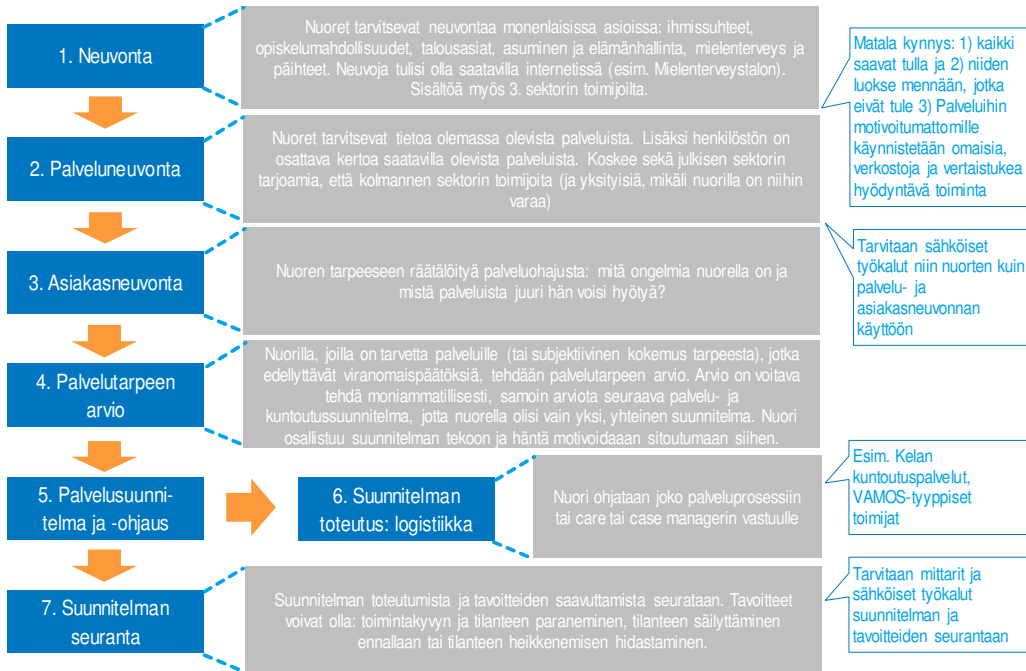 1. Neuvonta
Nuoret tarvitsevat neuvontaa monenlaisissa asioissa: ihmissuhteet,
opiskelumahdollisuudet, talousasiat, asuminen ja elämänhallinta, mielenterveys ja
päihteet. Neuvoja tulisi olla saatavilla internetissä (esim. Mielenterveystalon).
Sisältöä myös 3. sektorin toimijoilta.
Matala kynnys: 1) kaikki
saavat tulla ja 2) niiden
luokse mennään, jotka
eivät tule 3) Palveluihin
motivoitumattomille
käynnistetään omaisia,
verkostoja ja vertaistukea
hyödyntävä toiminta
2. Palveluneuvonta
Nuoret tarvitsevat tietoa olemassa olevista palveluista. Lisäksi henkilöstön on
osattava kertoa saatavilla olevista palveluista. Koskee sekä julkisen sektorin
tarjoamia, että kolmannen sektorin toimijoita (ja yksityisiä, mikäli nuorilla on niihin
varaa)
3. Asiakasneuvonta
Nuoren tarpeeseen räätälöityä palveluohajusta: mitä ongelmia nuorella on ja
mistä palveluista juuri hän voisi hyötyä?
Tarvitaan sähköiset
työkalut niin nuorten kuin
palvelu- ja
asiakasneuvonnan
käyttöön
4. Palvelutarpeen
arvio
Nuorilla, joilla on tarvetta palveluille (tai subjektiivinen kokemus tarpeesta), jotka
edellyttävät viranomaispäätöksiä, tehdään palvelutarpeen arvio. Arvio on voitava
tehdä moniammatillisesti, samoin arviota seuraava palvelu- ja
kuntoutussuunnitelma, jotta nuorella olisi vain yksi, yhteinen suunnitelma. Nuori
osallistuu suunnitelman tekoon ja häntä motivoidaaan sitoutumaan siihen.
5. Palvelusuunni-
telma ja -ohjaus
6. Suunnitelman
toteutus: logistiikka
Nuori ohjataan joko palveluprosessiin
tai care tai case managerin vastuulle
Esim. Kelan
kuntoutuspalvelut,
VAMOS-tyyppiset
toimijat
7. Suunnitelman
seuranta
Suunnitelman toteutumista ja tavoitteiden saavuttamista seurataan. Tavoitteet
voivat olla: toimintakyvyn ja tilanteen paraneminen, tilanteen säilyttäminen
ennallaan tai tilanteen heikkenemisen hidastaminen.
Tarvitaan mittarit ja
sähköiset työkalut
suunnitelman ja
tavoitteiden seurantaan